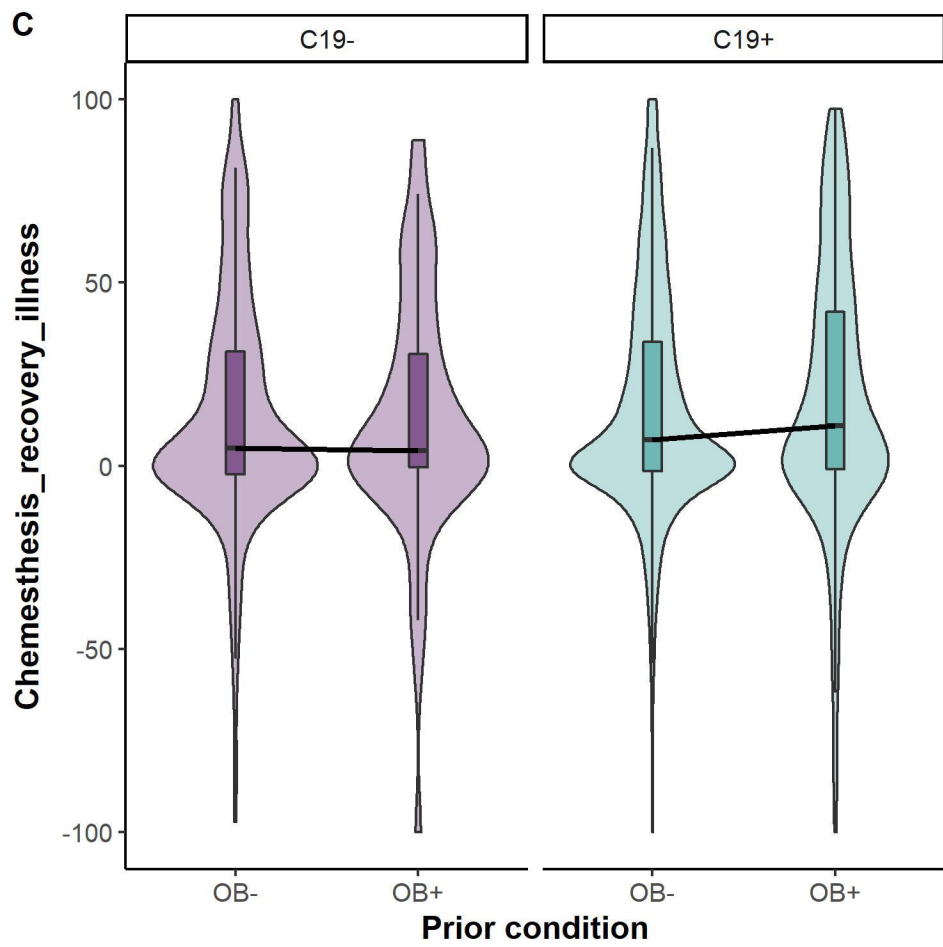 C
C19-
C19+
Chemesthesis_recovery_illness
100
50
0
-50
-100
OB-
OB+
OB-
OB+
Prior condition